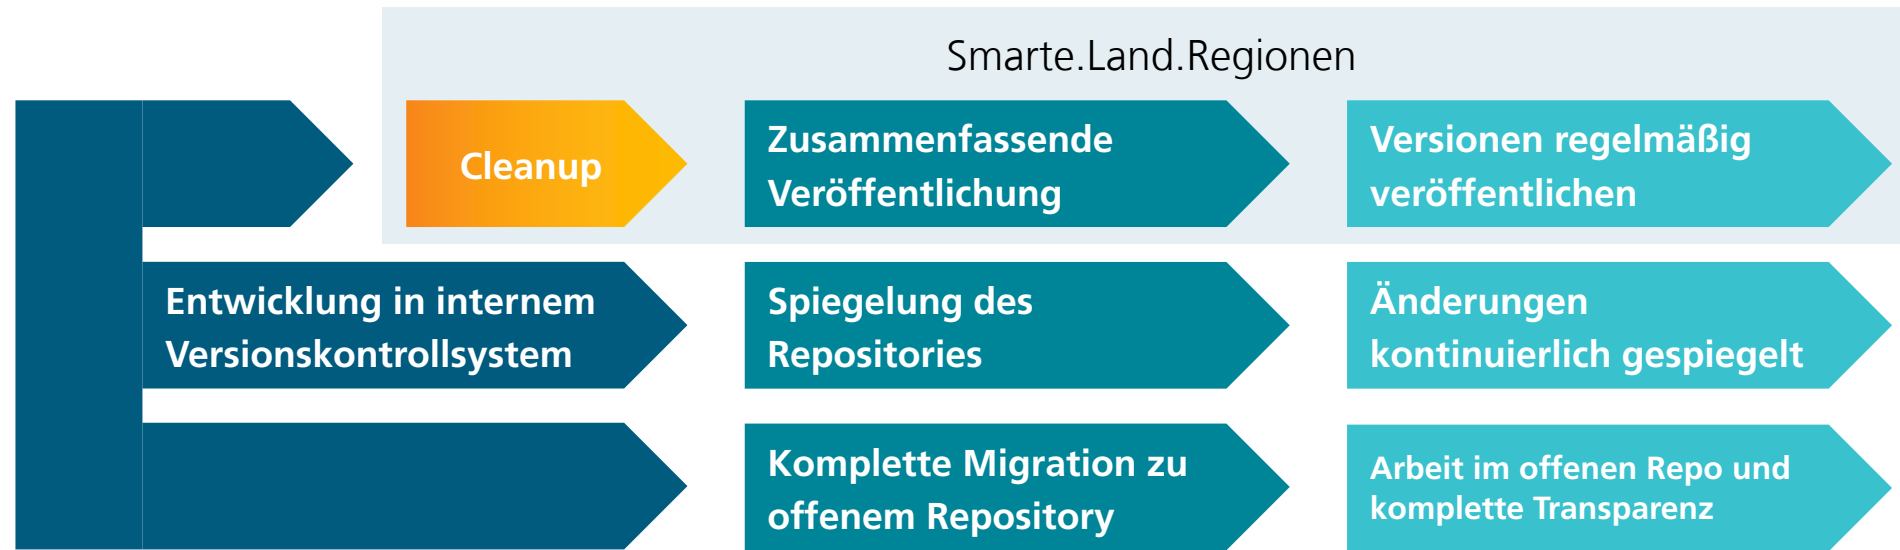 Smarte.Land.Regionen
Cleanup
Zusammenfassende
Veröffentlichung
Versionen regelmäßig
veröffentlichen
Entwicklung in internem
Versionskontrollsystem
Spiegelung des
Repositories
Änderungen
kontinuierlich gespiegelt
Komplette Migration zu
offenem Repository
Arbeit im offenen Repo und
komplette Transparenz